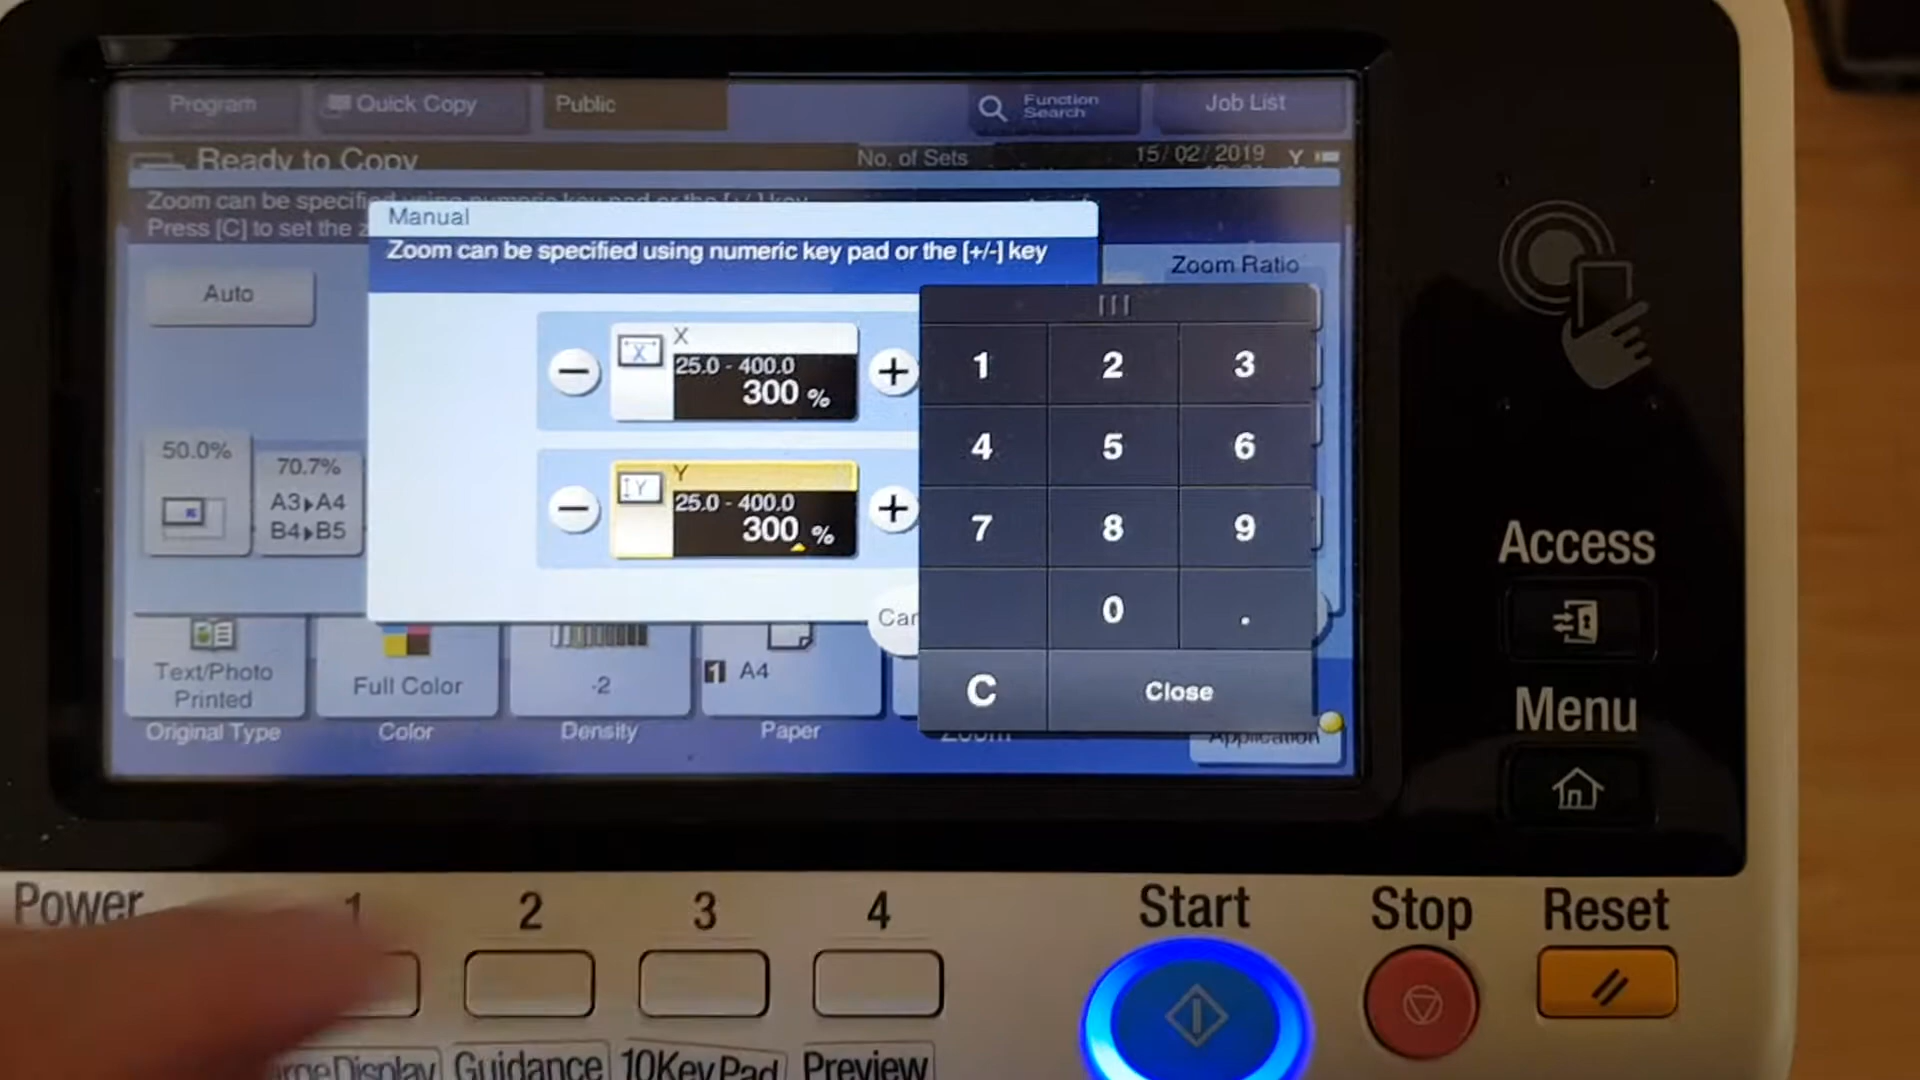 Program
Quick Copy
Public
Function
Search
Job List
Ready to Copy
No. of Sets
15/02/2019
Y
Zoom can be specified using numeric key pad or the [+/-] key
Press [C] to set the z
Manual
Zoom can be specified using numeric key pad or the [+/-] key
Zoom Ratio
Auto
X
25.0 - 400.0
300 %
Y
25.0 - 400.0
300 %
1 2 3
4 5 6
7 8 9
0 .
C Close
50.0%
70.7%
A3▸A4
B4▸B5
Can
Text/Photo
Printed
Full Color
-2
1 A4
Original Type
Color
Density
Paper
Zoom
Application
Access
Menu
Power
1 2 3 4
Start
Stop
Reset
Guidance
10KeyPad
Preview